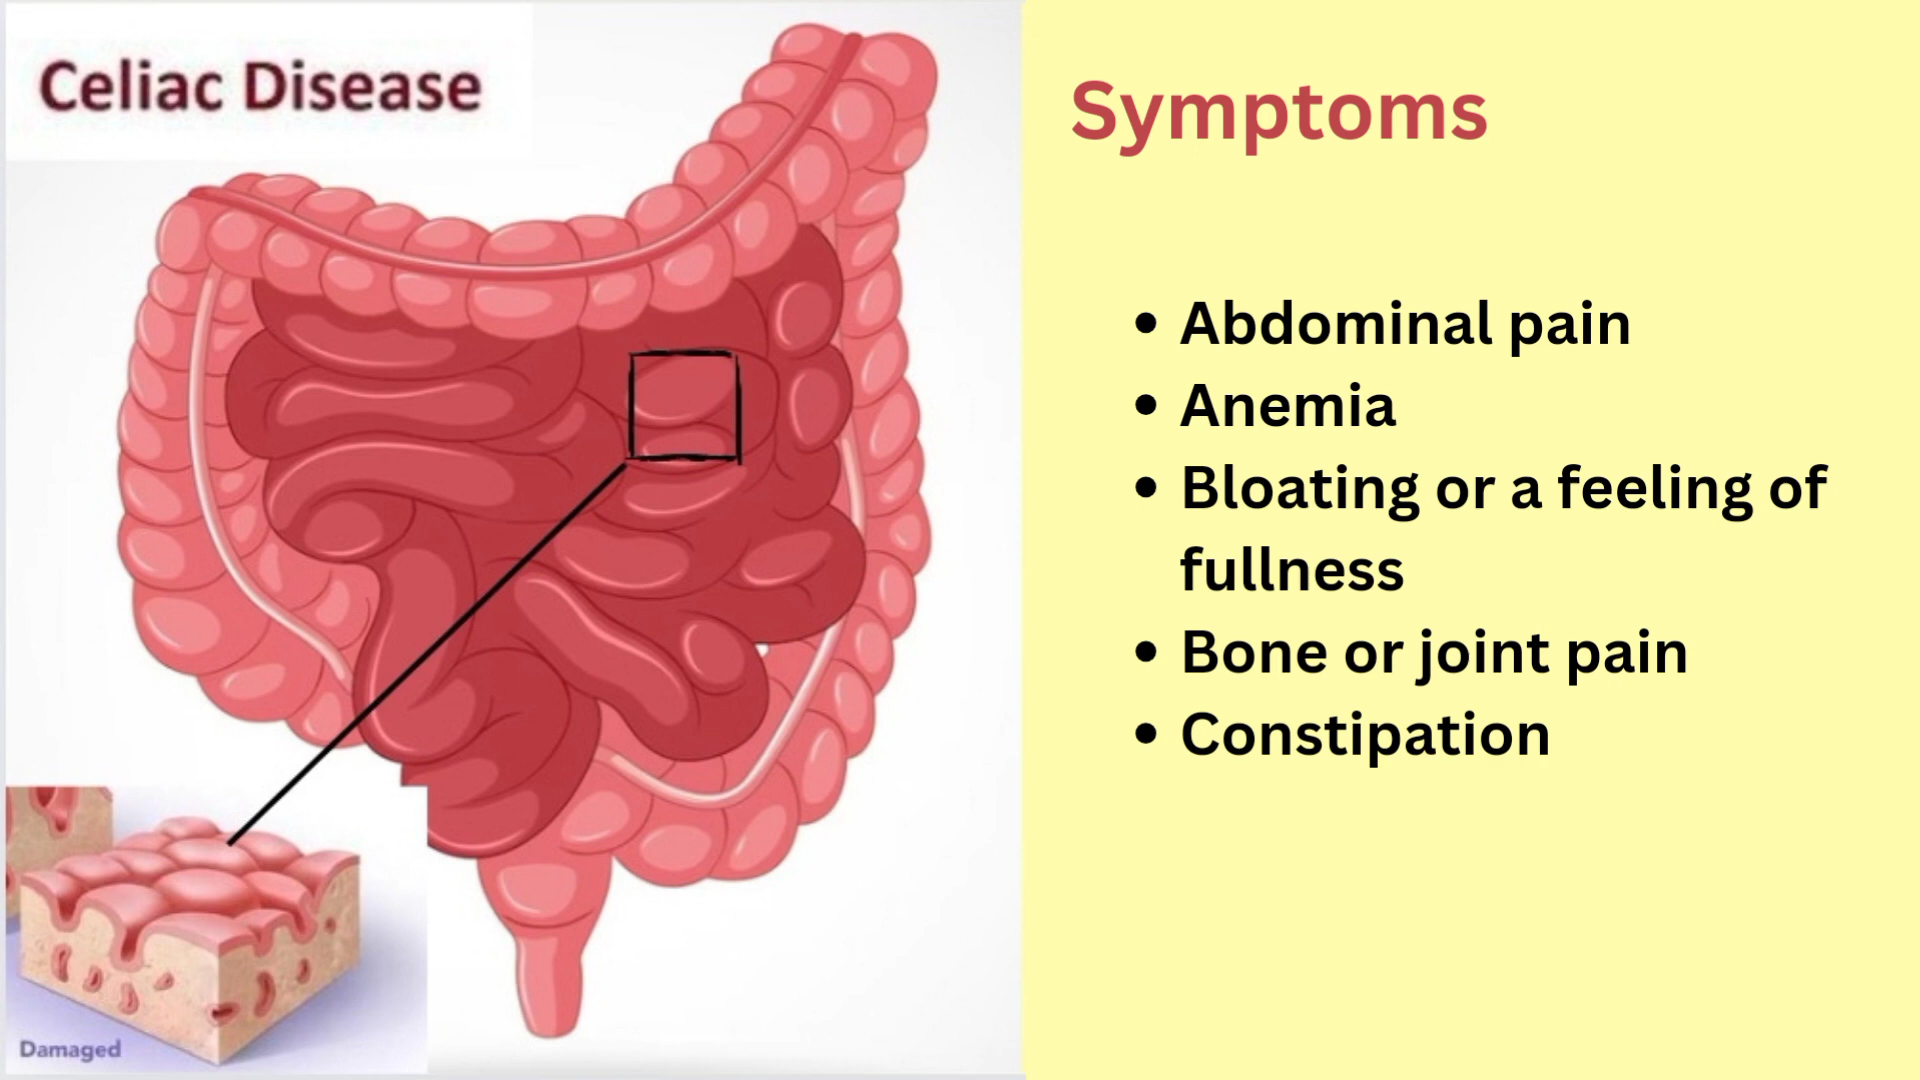 Celiac Disease
Damaged
Symptoms
• Abdominal pain
• Anemia
• Bloating or a feeling of
fullness
• Bone or joint pain
• Constipation